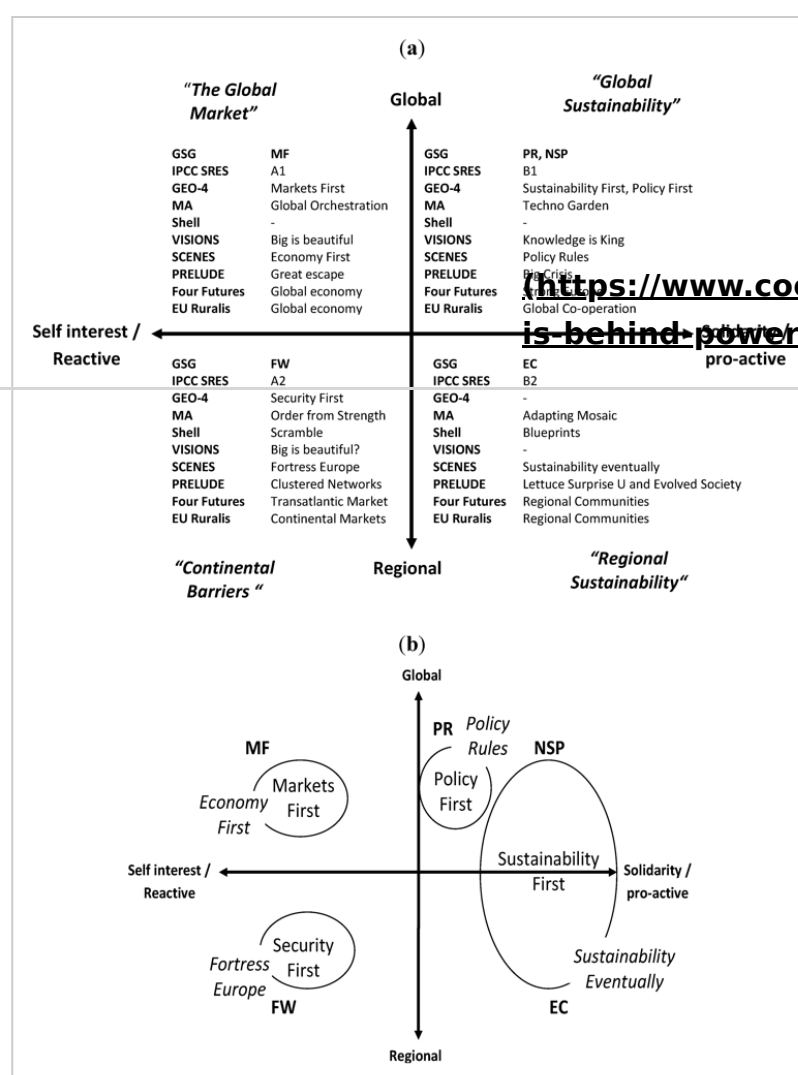 (a)
“The Global
Market”
Global
“Global
Sustainability”
GSG MF
IPCC SRES A1
GEO-4 Markets First
MA Global Orchestration
Shell -
VISIONS Big is beautiful
SCENES Economy First
PRELUDE Great escape
Four Futures Global economy
EU Ruralis Global economy
GSG PR, NSP
IPCC SRES B1
GEO-4 Sustainability First, Policy First
MA Techno Garden
Shell -
VISIONS Knowledge is King
SCENES Policy Rules
PRELUDE Big Crisis
Four Futures Strong Europe
EU Ruralis Global Co-operation
(https://www.coo
is-behind-power
Self interest /
Reactive
Solidarity /
pro-active
GSG FW
IPCC SRES A2
GEO-4 Security First
MA Order from Strength
Shell Scramble
VISIONS Big is beautiful?
SCENES Fortress Europe
PRELUDE Clustered Networks
Four Futures Transatlantic Market
EU Ruralis Continental Markets
GSG EC
IPCC SRES B2
GEO-4 -
MA Adapting Mosaic
Shell Blueprints
VISIONS -
SCENES Sustainability eventually
PRELUDE Lettuce Surprise U and Evolved Society
Four Futures Regional Communities
EU Ruralis Regional Communities
“Continental
Barriers “
Regional
“Regional
Sustainability“
(b)
Global
MF
Markets
First
Economy
First
PR
Policy
Rules
Policy
First
NSP
Self interest /
Reactive
Sustainability
First
Solidarity /
pro-active
Security
First
Fortress
Europe
FW
Sustainability
Eventually
EC
Regional